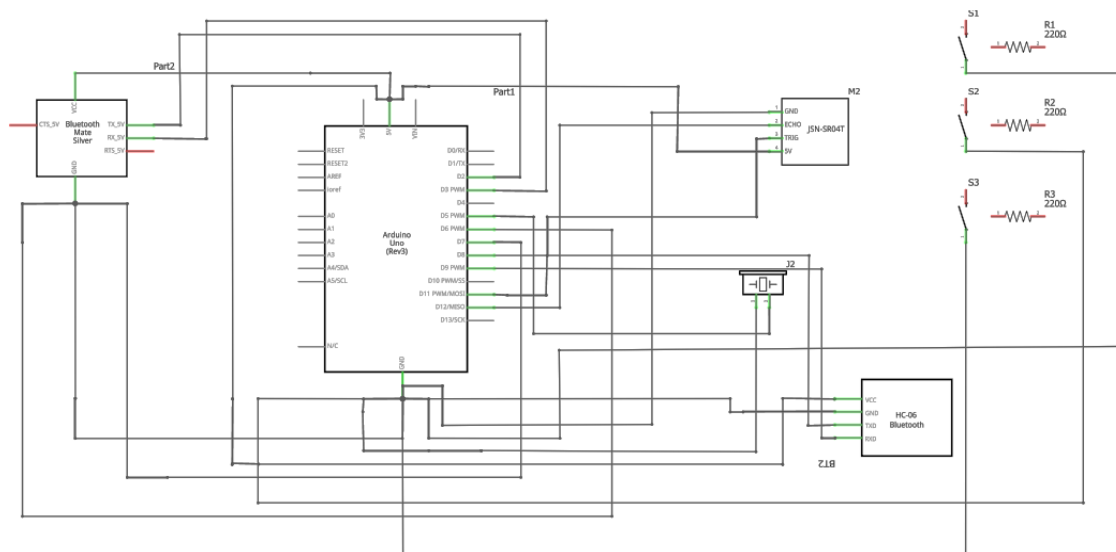 Part2
Part1
VCC
CTS_5V
Bluetooth
Mate
Silver
TX_5V
RX_5V
RTS_5V
GND
3V3
5V
VIN
RESET
RESET2
AREF
ioref
A0
A1
A2
A3
A4/SDA
A5/SCL
N/C
Arduino
Uno
(Rev3)
D0/RX
D1/TX
D2
D3 PWM
D4
D5 PWM
D6 PWM
D7
D8
D9 PWM
D10 PWM/SS
D11 PWM/MOSI
D12/MISO
D13/SCK
GND
M2
1 GND
2 ECHO
3 TRIG
4 5V
JSN-SR04T
J2
VCC
GND
TXD
RXD
HC-06
Bluetooth
BT2
S1
R1
220Ω
S2
R2
220Ω
S3
R3
220Ω